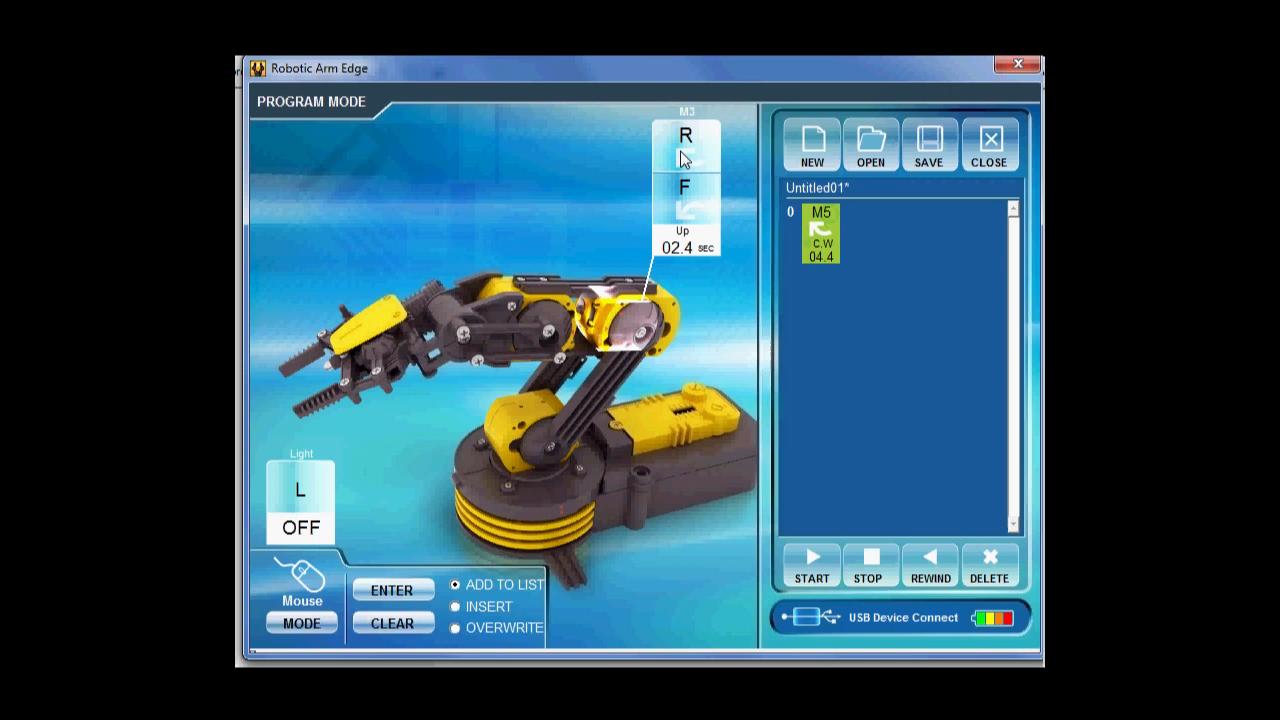 Robotic Arm Edge
PROGRAM MODE
M3
R
F
Up
02.4 SEC
NEW
OPEN
SAVE
CLOSE
Untitled01*
0
M5
C.W
04.4
Light
L
OFF
Mouse
MODE
ENTER
CLEAR
ADD TO LIST
INSERT
OVERWRITE
START
STOP
REWIND
DELETE
USB Device Connect